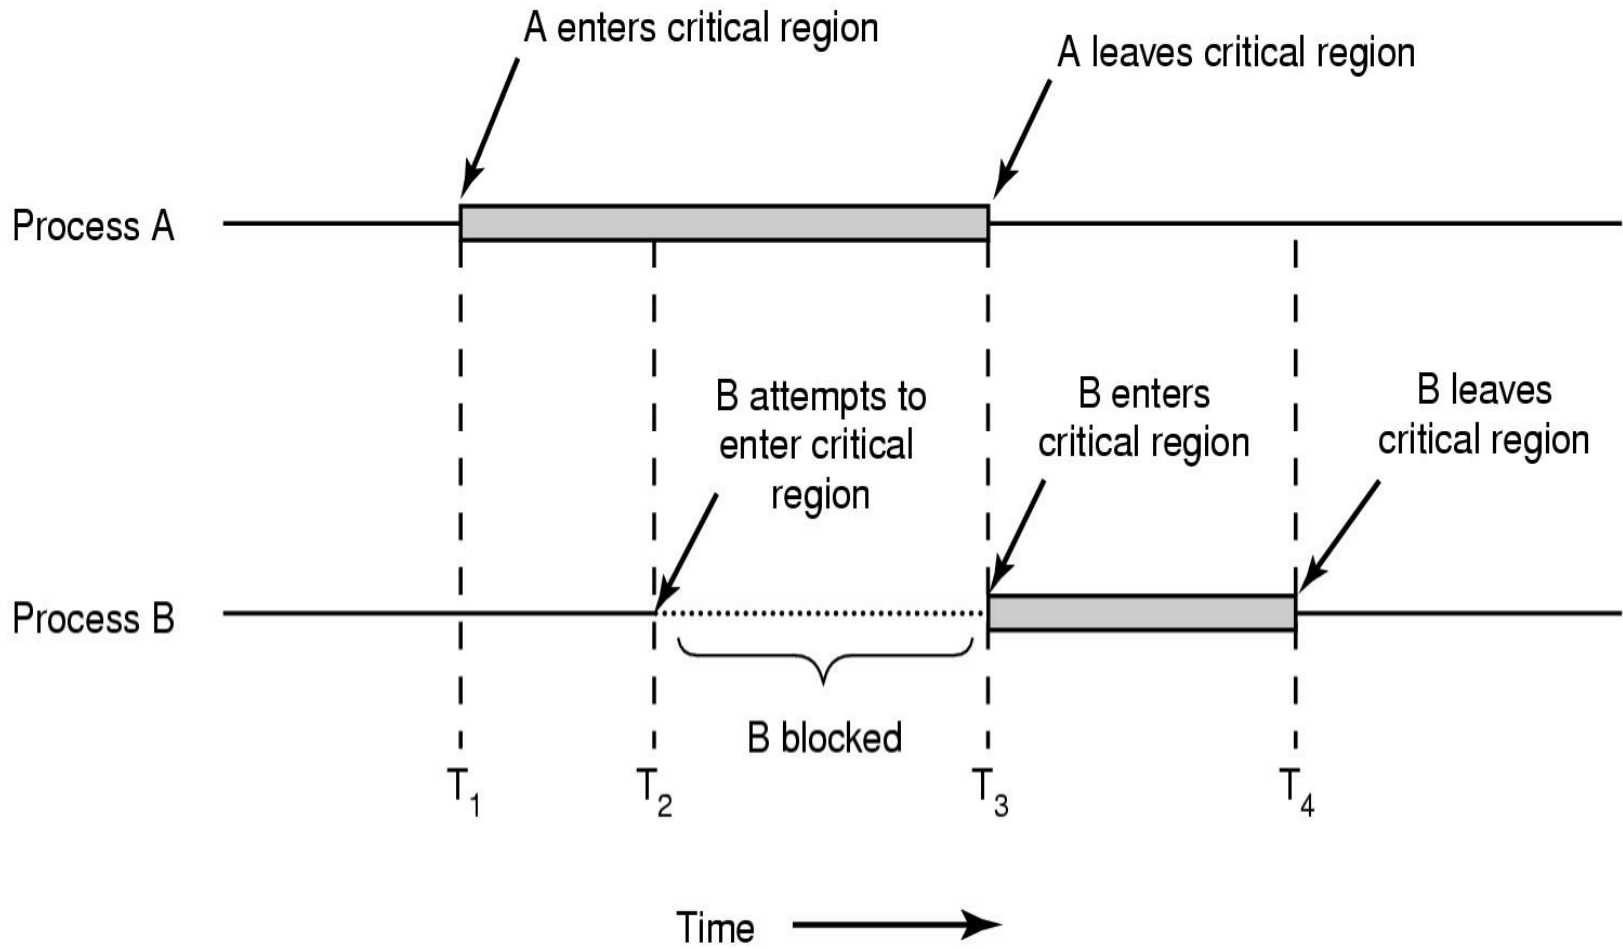 A enters critical region
A leaves critical region
Process A
B attempts to
enter critical
region
B enters
critical region
B leaves
critical region
Process B
B blocked
T1
T2
T3
T4
Time